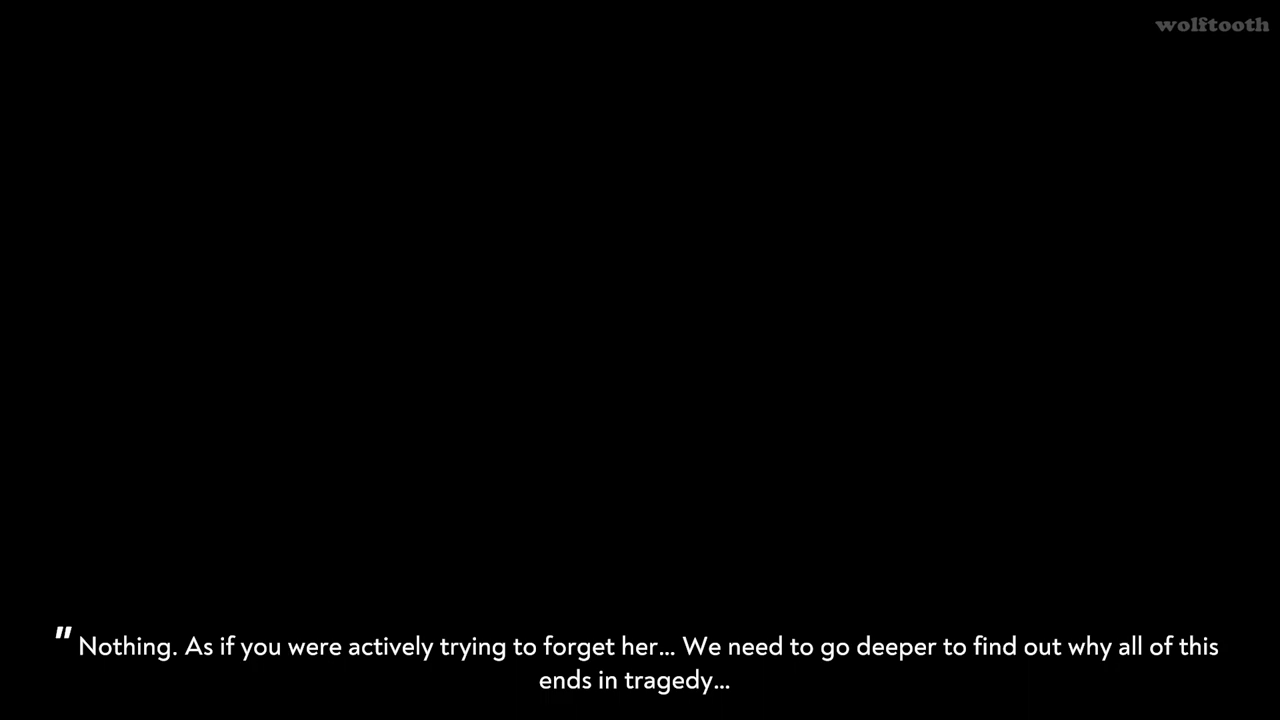 wolftooth
" Nothing. As if you were actively trying to forget her... We need to go deeper to find out why all of this
ends in tragedy...